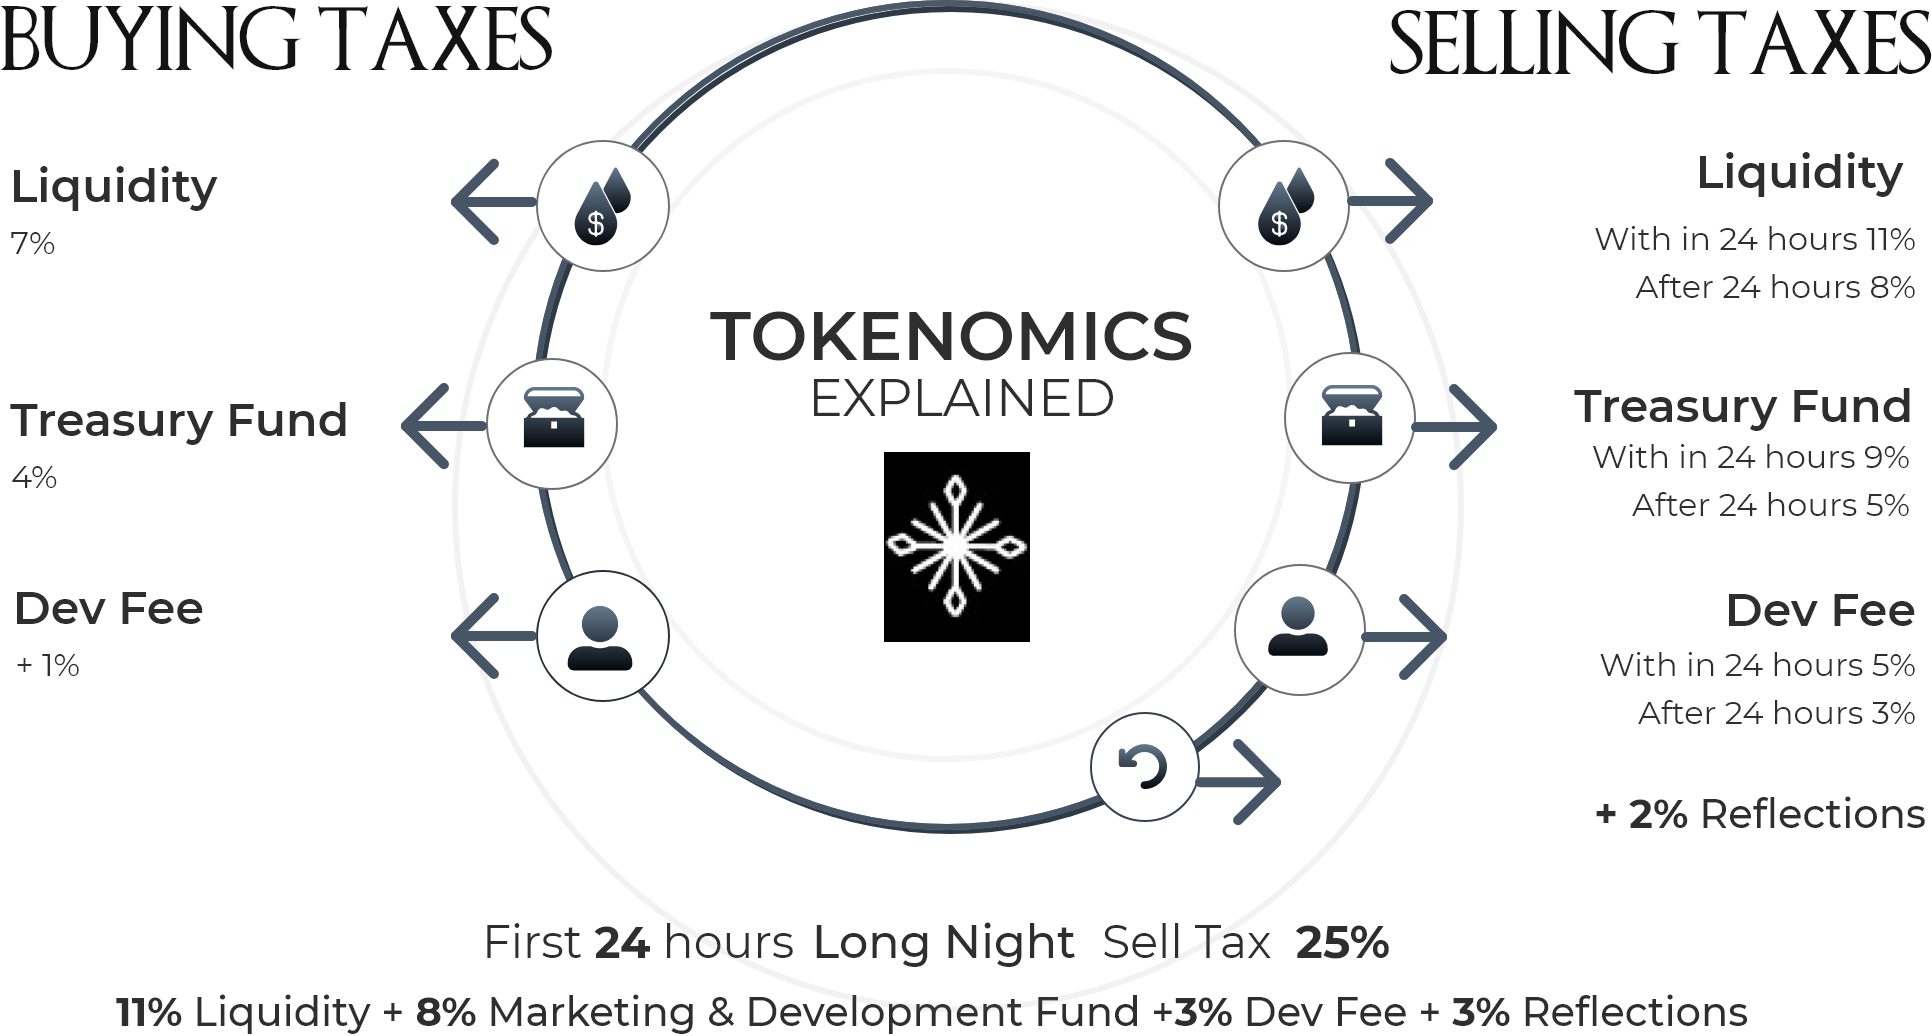 BUYING TAXES
Liquidity
7%
Treasury Fund
4%
Dev Fee
+ 1%
TOKENOMICS
EXPLAINED
$
$
SELLING TAXES
Liquidity
With in 24 hours 11%
After 24 hours 8%
Treasury Fund
With in 24 hours 9%
After 24 hours 5%
Dev Fee
With in 24 hours 5%
After 24 hours 3%
+ 2% Reflections
First 24 hours Long Night Sell Tax 25%
11% Liquidity + 8% Marketing & Development Fund +3% Dev Fee + 3% Reflections